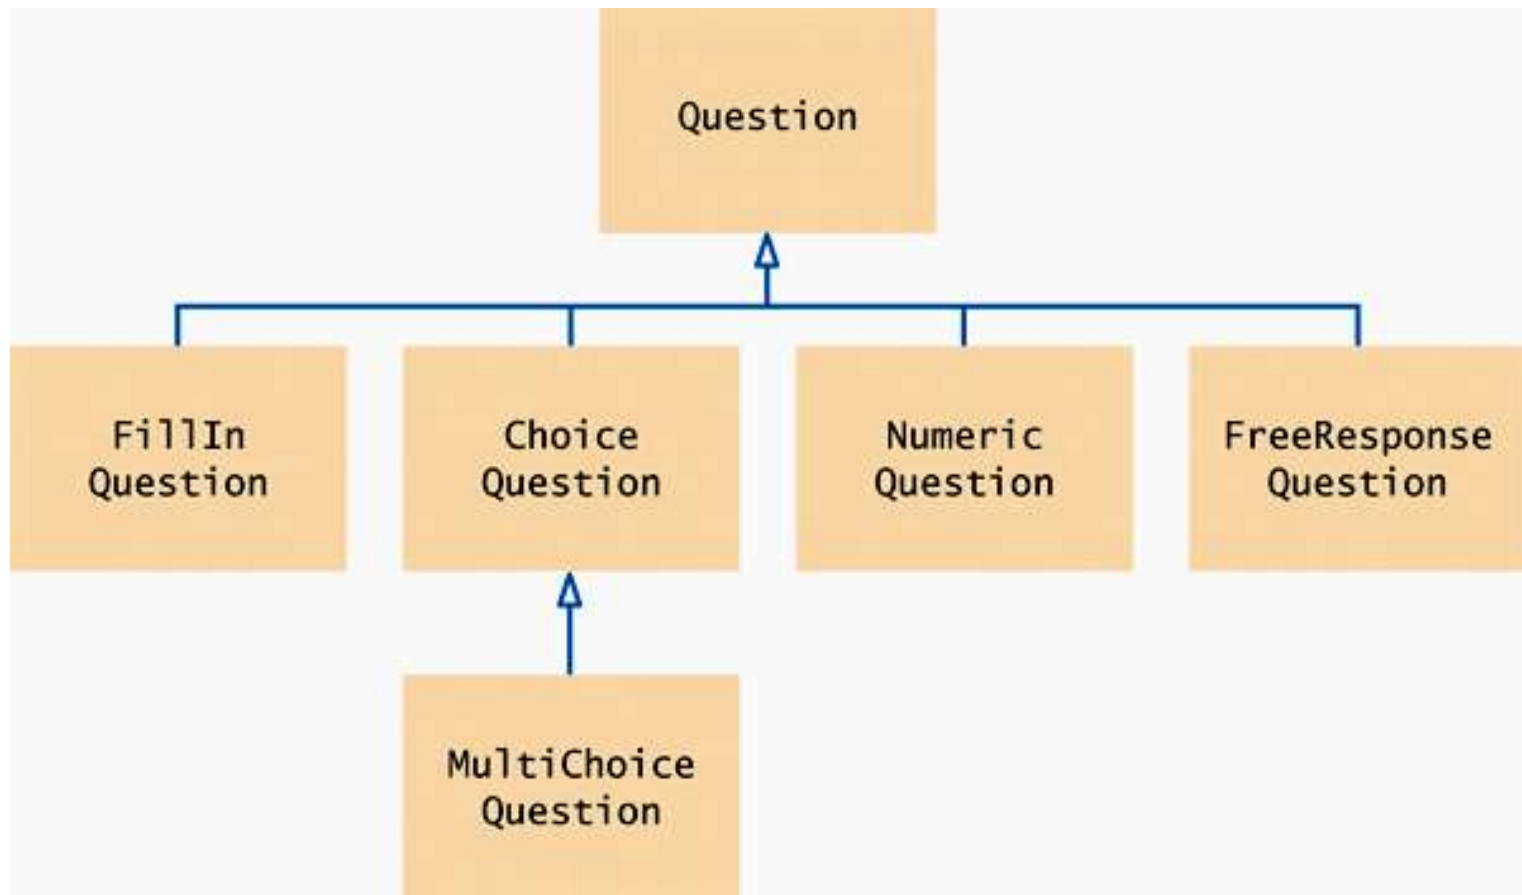 Question
FillIn
Question
Choice
Question
Numeric
Question
FreeResponse
Question
MultiChoice
Question